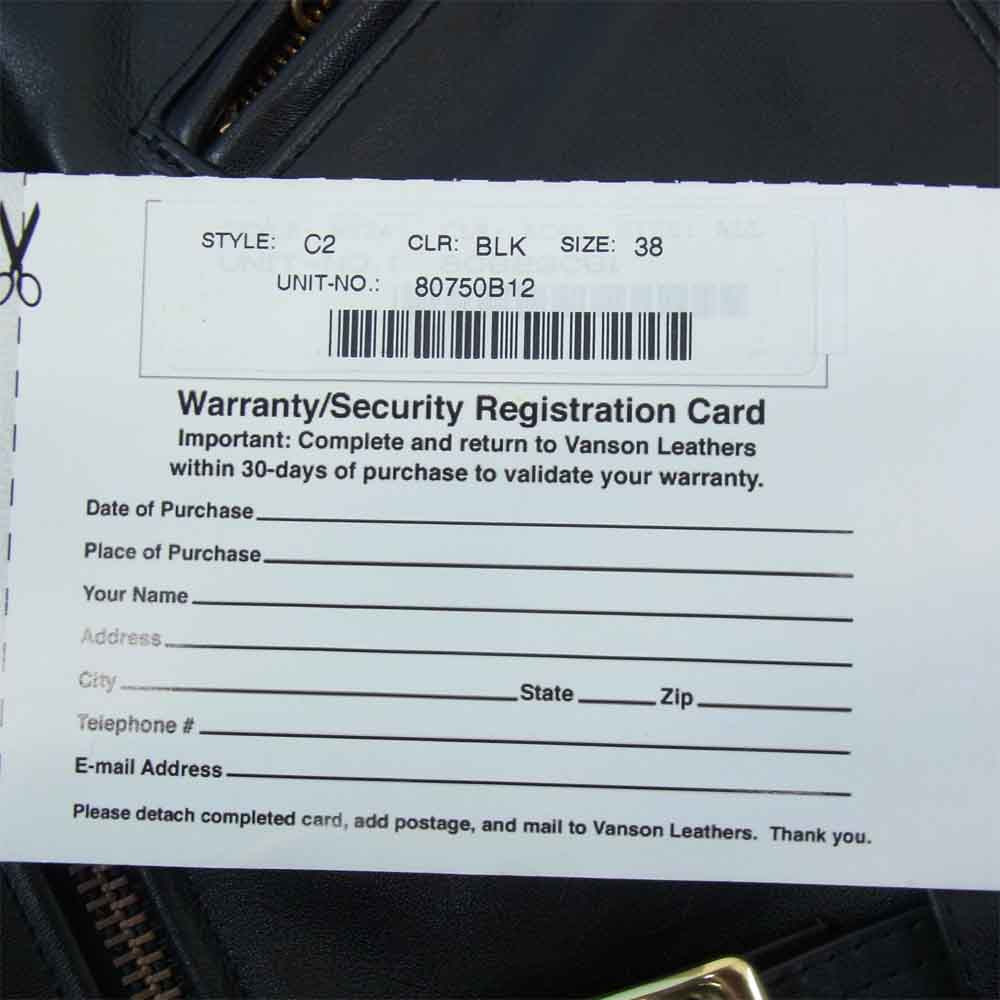 STYLE: C2 CLR: BLK SIZE: 38
UNIT-NO.: 80750B12
Warranty/Security Registration Card
Important: Complete and return to Vanson Leathers
within 30-days of purchase to validate your warranty.
Date of Purchase
Place of Purchase
Your Name
Address
City State Zip
Telephone #
E-mail Address
Please detach completed card, add postage, and mail to Vanson Leathers. Thank you.